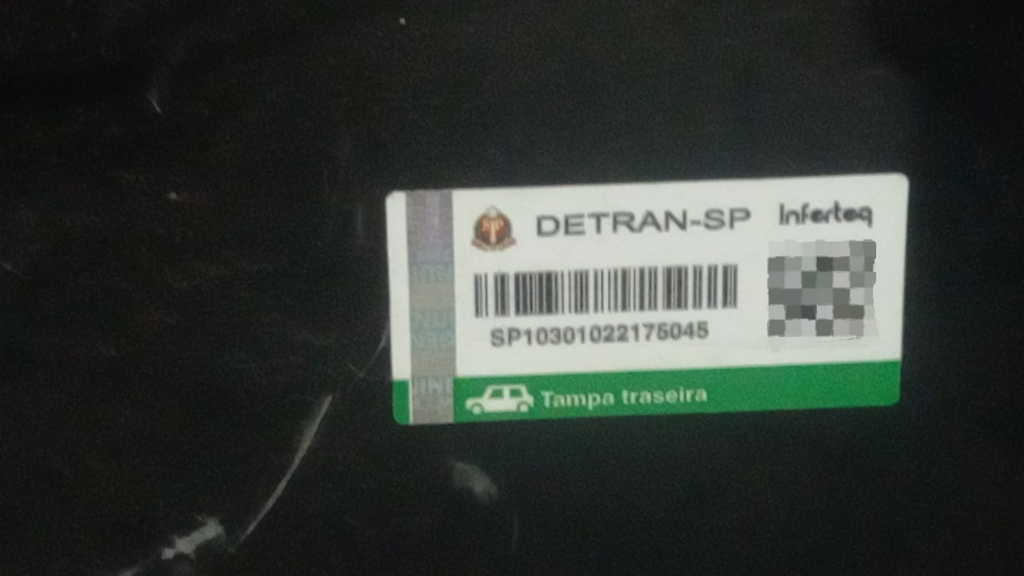 DETRAN-SP
Inferteq
SP10301022175045
Tampa traseira